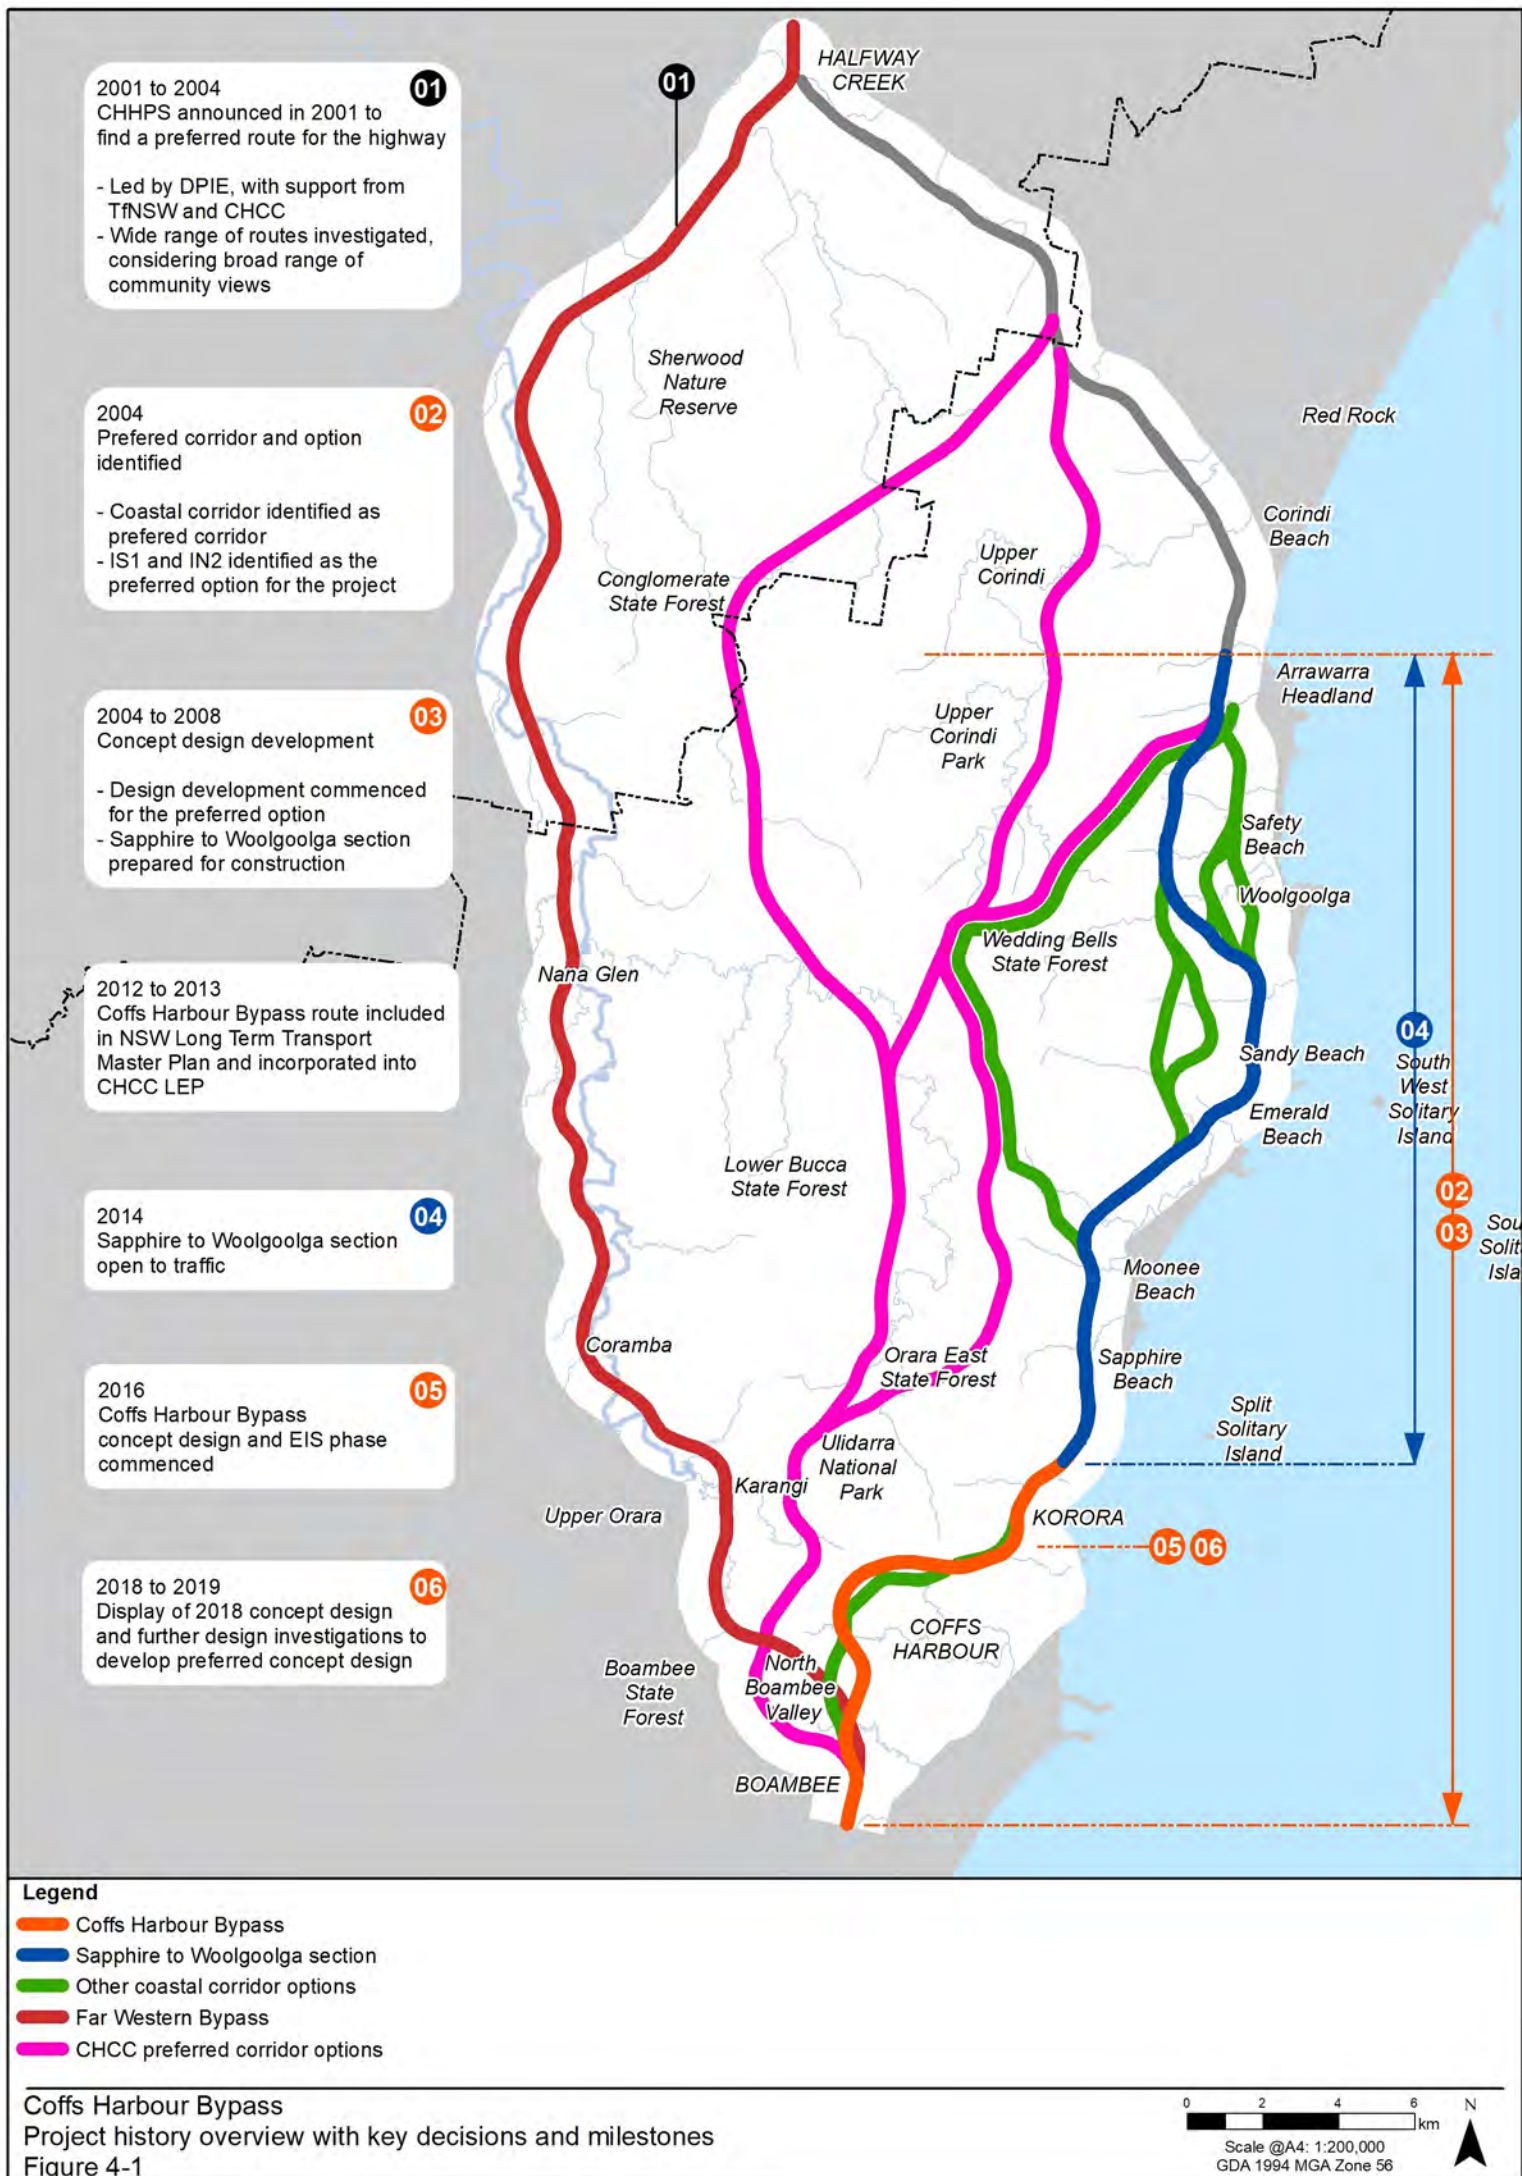 2001 to 2004
01
CHHPS announced in 2001 to
find a preferred route for the highway
- Led by DPIE, with support from
TfNSW and CHCC
- Wide range of routes investigated,
considering broad range of
community views
2004
02
Prefered corridor and option
identified
- Coastal corridor identified as
prefered corridor
- IS1 and IN2 identified as the
preferred option for the project
2004 to 2008
03
Concept design development
- Design development commenced
for the preferred option
- Sapphire to Woolgoolga section
prepared for construction
2012 to 2013
Coffs Harbour Bypass route included
in NSW Long Term Transport
Master Plan and incorporated into
CHCC LEP
2014
04
Sapphire to Woolgoolga section
open to traffic
2016
05
Coffs Harbour Bypass
concept design and EIS phase
commenced
2018 to 2019
06
Display of 2018 concept design
and further design investigations to
develop preferred concept design
01
HALFWAY
CREEK
Sherwood
Nature
Reserve
Red Rock
Corindi
Beach
Upper
Corindi
Conglomerate
State Forest
Arrawarra
Headland
Upper
Corindi
Park
Safety
Beach
Woolgoolga
Wedding Bells
State Forest
Nana Glen
04
Sandy Beach
South
West
Solitary
Island
Emerald
Beach
Lower Bucca
State Forest
02
03
Sou
Solit
Isla
Moonee
Beach
Coramba
Orara East
State Forest
Sapphire
Beach
Split
Solitary
Island
Ulidarra
National
Park
Karangi
Upper Orara
KORORA
05 06
COFFS
HARBOUR
Boambee
State
Forest
North
Boambee
Valley
BOAMBEE
Legend
Coffs Harbour Bypass
Sapphire to Woolgoolga section
Other coastal corridor options
Far Western Bypass
CHCC preferred corridor options
Coffs Harbour Bypass
Project history overview with key decisions and milestones
Figure 4-1
0 2 4 6
km
N
Scale @A4: 1:200,000
GDA 1994 MGA Zone 56